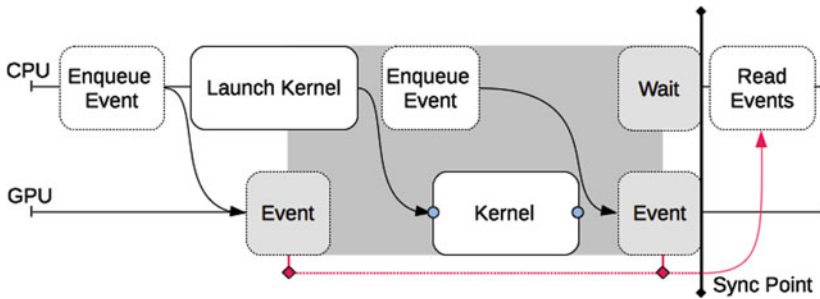 CPU
Enqueue
Event
Launch Kernel
Enqueue
Event
Wait
Read
Events
GPU
Event
Kernel
Event
Sync Point